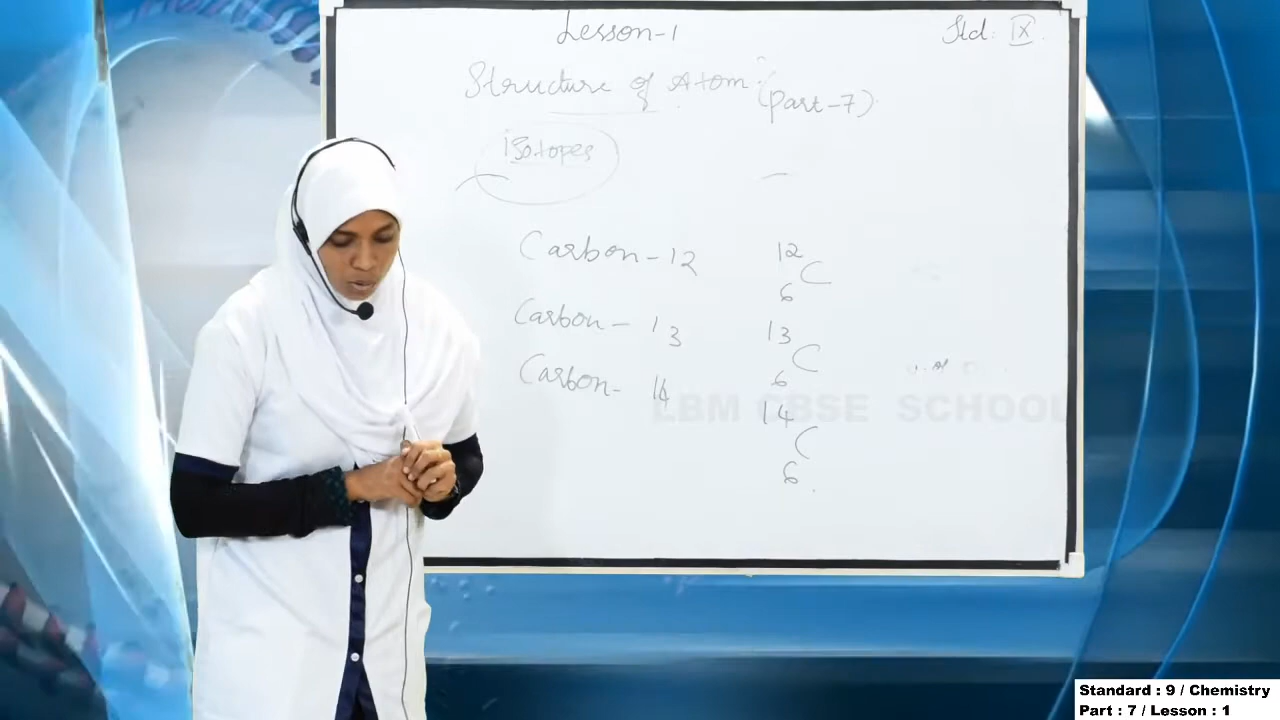 Lesson-1
Std: IX.
Structure of Atom:
(part-7)
Isotopes
Carbon-12
12
C
6
Carbon-13
13
C
6
Carbon-14
14
C
6.
LBM CBSE SCHOOL
Standard : 9 / Chemistry
Part : 7 / Lesson : 1